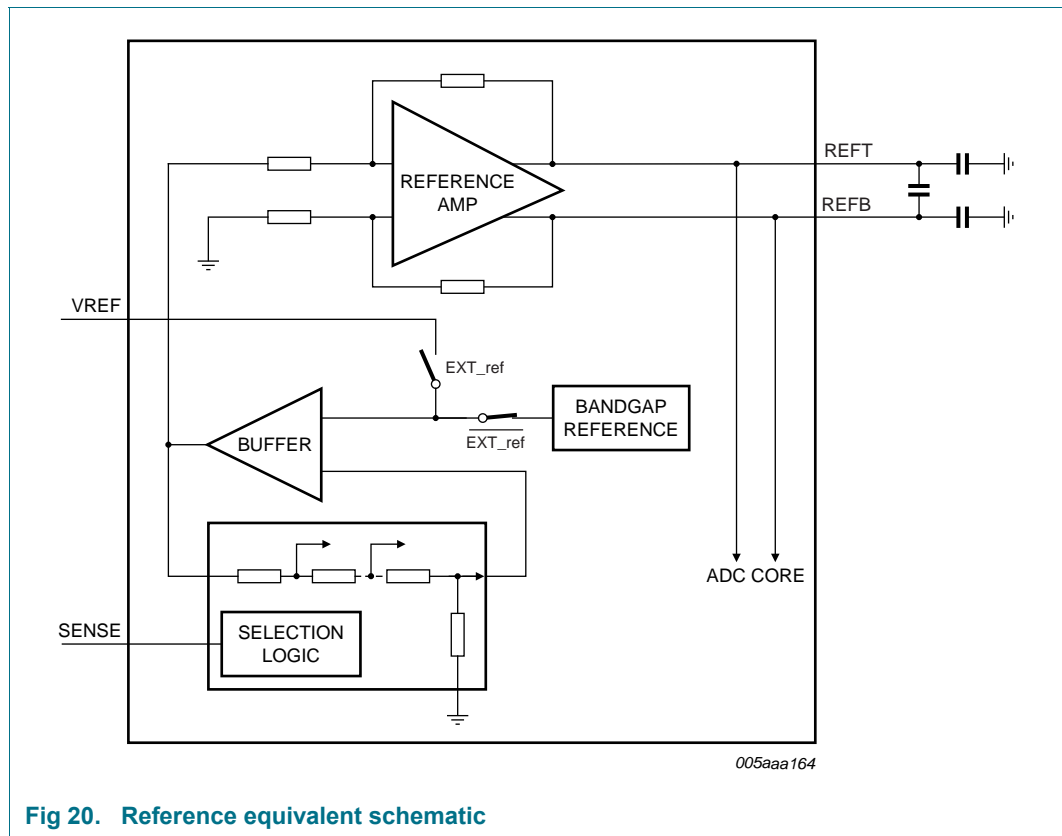 REFERENCE
AMP
REFT
REFB
VREF
EXT_ref
BANDGAP
REFERENCE
EXT_ref
BUFFER
ADC CORE
SENSE
SELECTION
LOGIC
005aaa164
Fig 20. Reference equivalent schematic